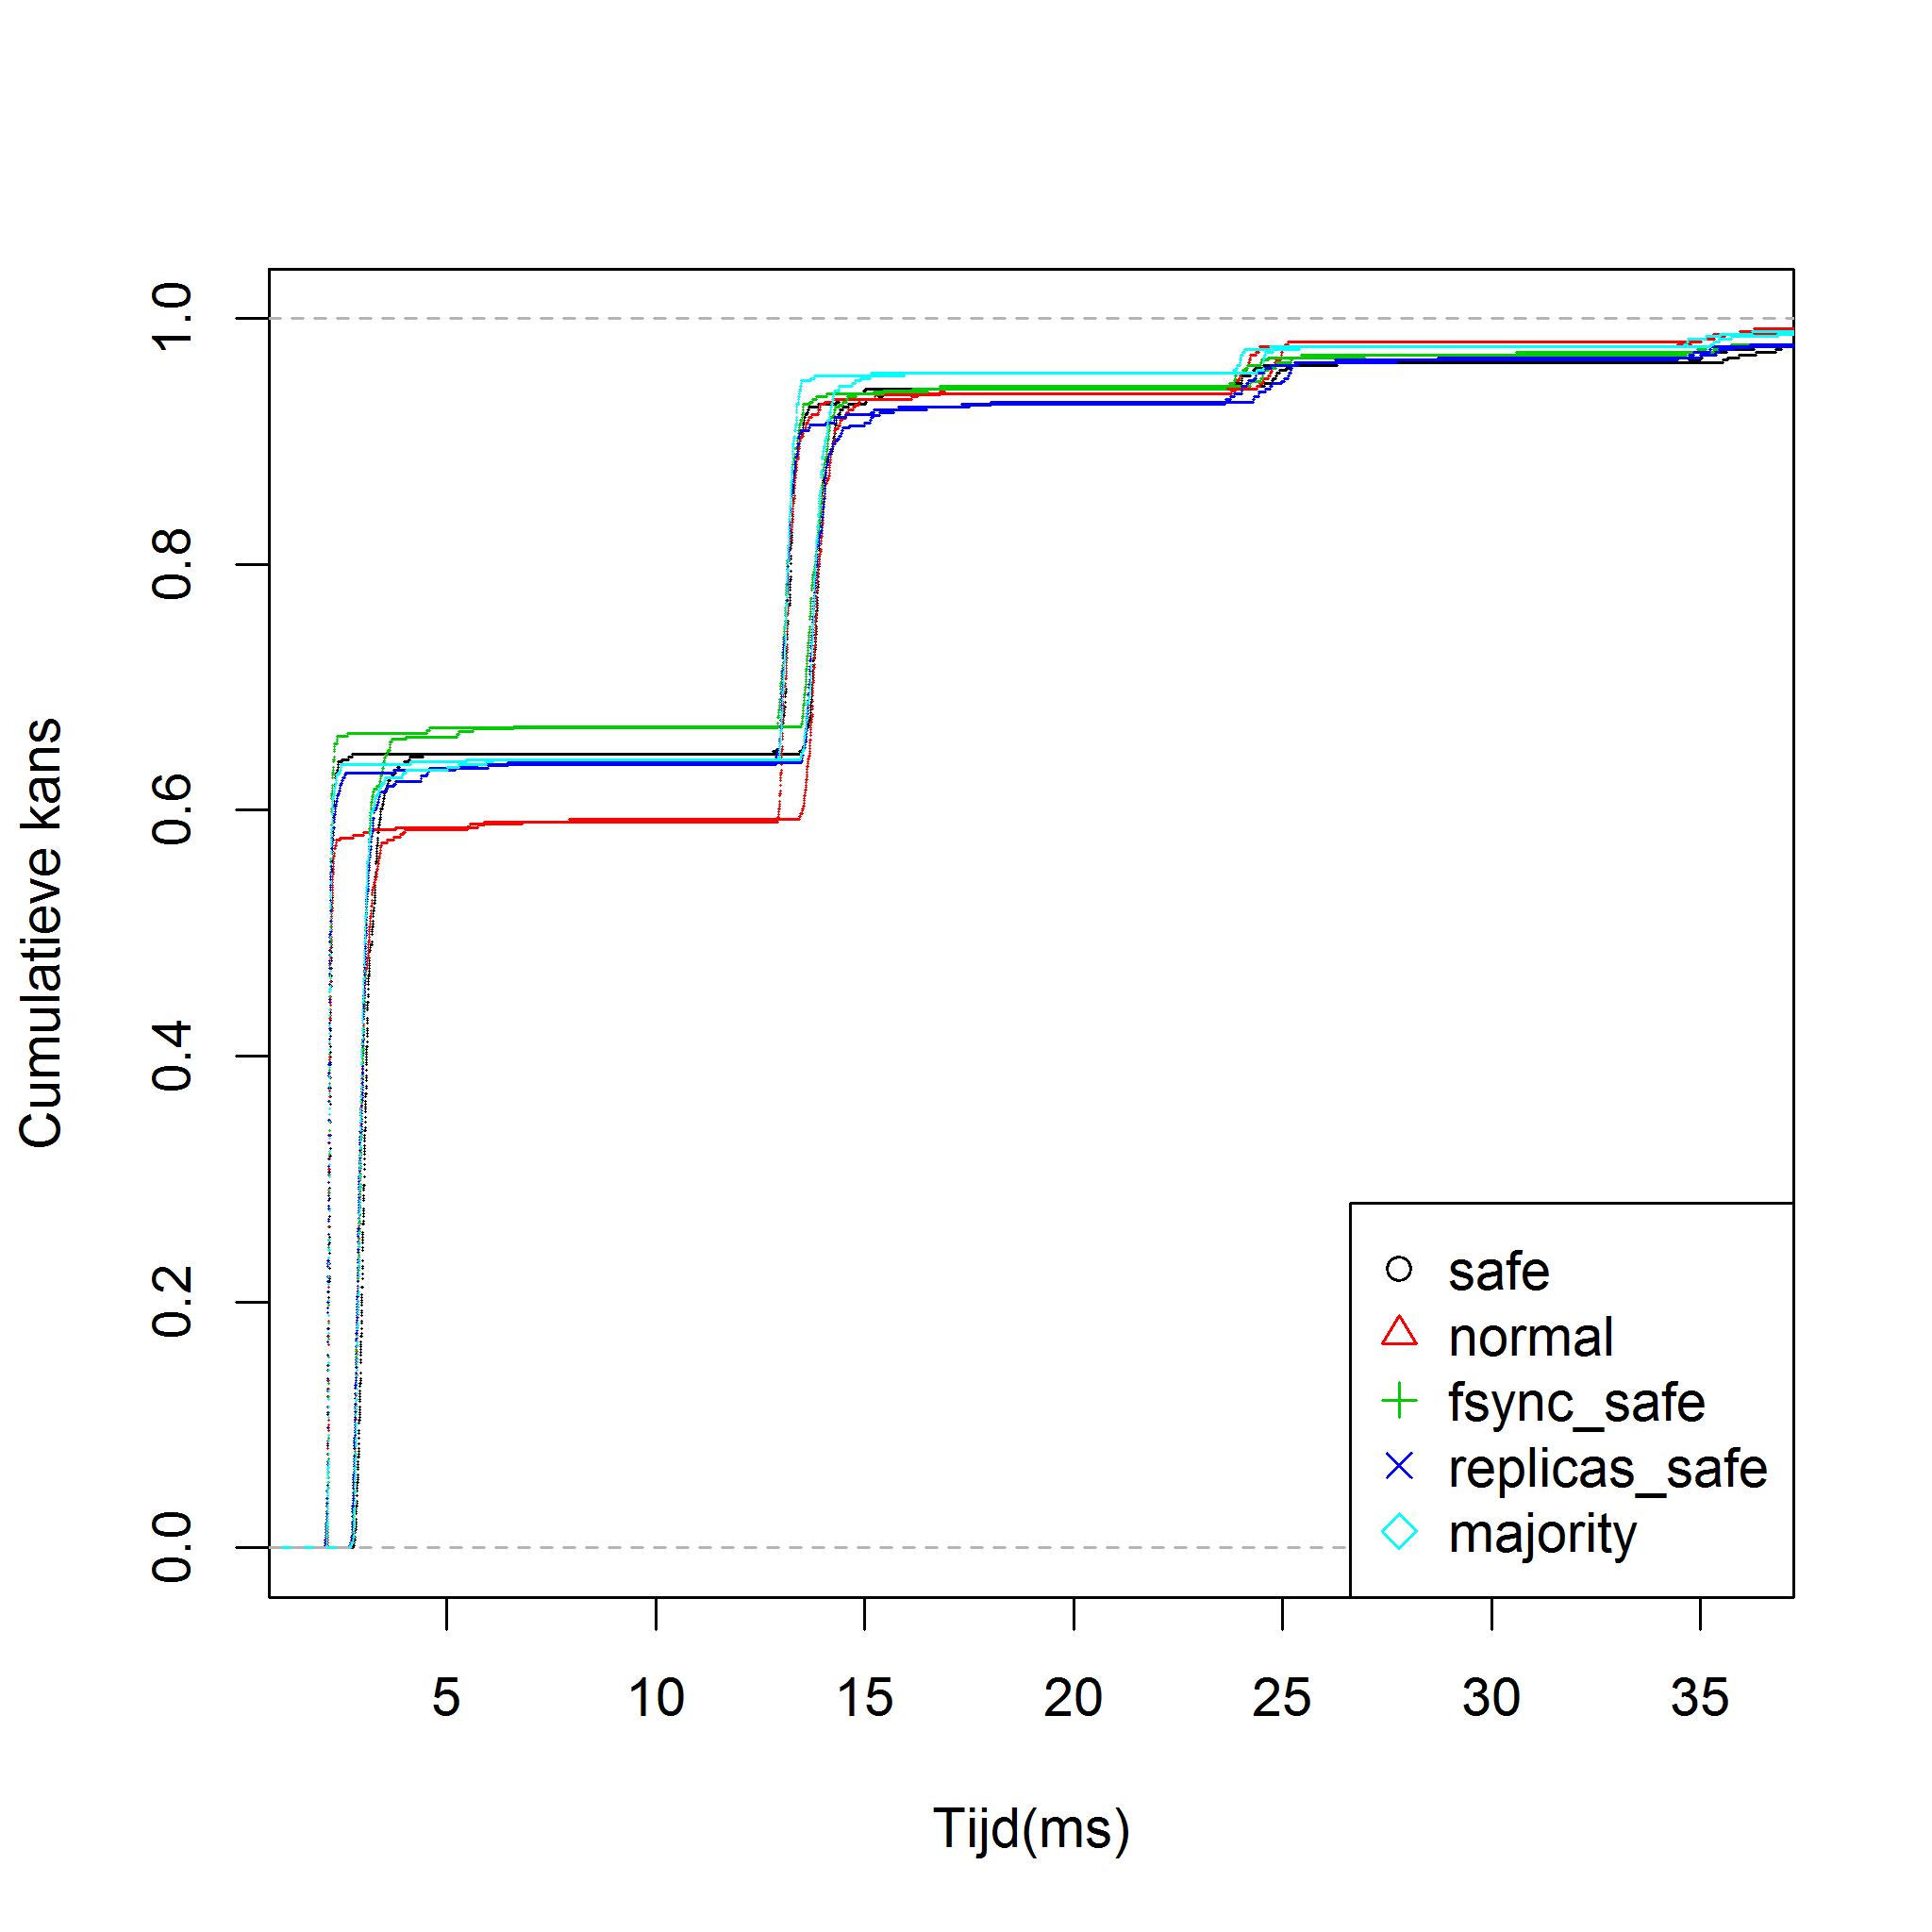 Cumulatieve kans
1.0
0.8
0.6
0.4
0.2
0.0
5 10 15 20 25 30 35
Tijd(ms)
safe
normal
fsync_safe
replicas_safe
majority